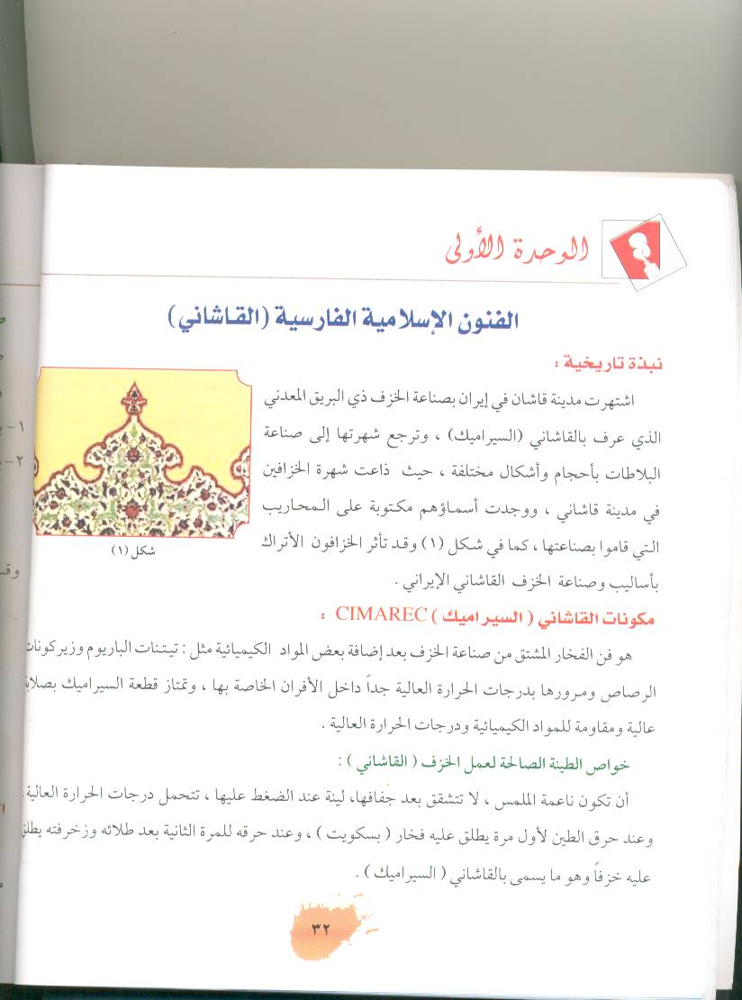 الوحدة الأولى
الفنون الإسلامية الفارسية (القاشاني)
نبذة تاريخية :
اشتهرت مدينة قاشان في إيران بصناعة الخزف ذي البريق المعدني
الذي عرف بالقاشاني (السيراميك) ، وترجع شهرتها إلى صناعة
البلاطات بأحجام وأشكال مختلفة ، حيث ذاعت شهرة الخزافين
في مدينة قاشاني ، ووجدت أسماؤهم مكتوبة على المحاريب
التي قاموا بصناعتها ، كما في شكل (١) وقد تأثر الخزافون الأتراك
بأساليب وصناعة الخزف القاشاني الإيراني .
شكل (١)
مكونات القاشاني ( السيراميك ) CIMAREC :
هو فن الفخار المشتق من صناعة الخزف بعد إضافة بعض المواد الكيميائية مثل : تيتنات الباريوم وزيركونات
الرصاص ومرورها بدرجات الحرارة العالية جداً داخل الأفران الخاصة بها ، وتمتاز قطعة السيراميك بصلابة
عالية ومقاومة للمواد الكيميائية ودرجات الحرارة العالية .
خواص الطينة الصالحة لعمل الخزف ( القاشاني ) :
أن تكون ناعمة الملمس ، لا تتشقق بعد جفافها، لينة عند الضغط عليها ، تتحمل درجات الحرارة العالية
وعند حرق الطين لأول مرة يطلق عليه فخار ( بسكويت ) ، وعند حرقه للمرة الثانية بعد طلائه وزخرفته يطلق
عليه خزفاً وهو ما يسمى بالقاشاني ( السيراميك ) .
٣٢
١-
٢-